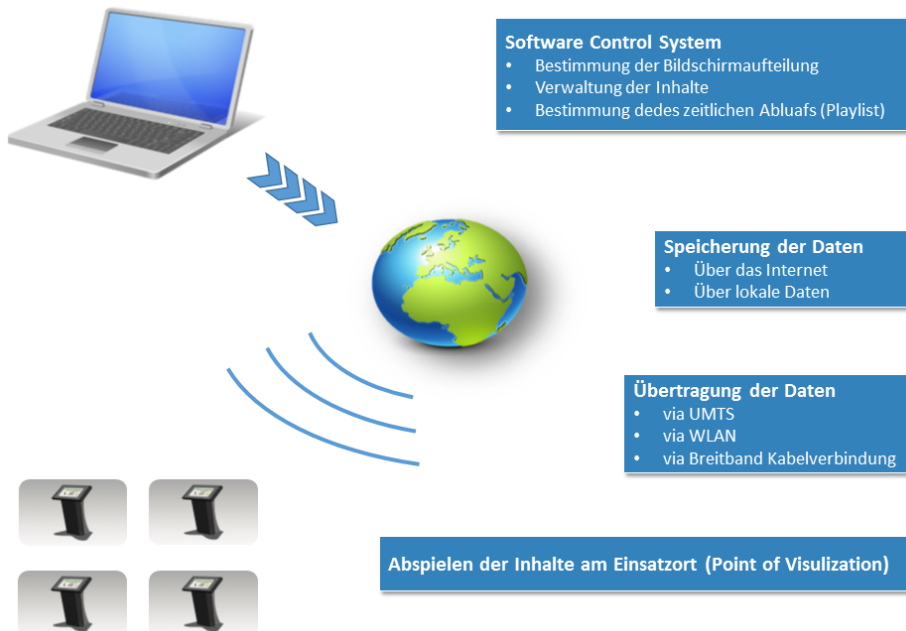 Software Control System
• Bestimmung der Bildschirmaufteilung
• Verwaltung der Inhalte
• Bestimmung dedes zeitlichen Abluafs (Playlist)
Speicherung der Daten
• Über das Internet
• Über lokale Daten
Übertragung der Daten
• via UMTS
• via WLAN
• via Breitband Kabelverbindung
Abspielen der Inhalte am Einsatzort (Point of Visulization)